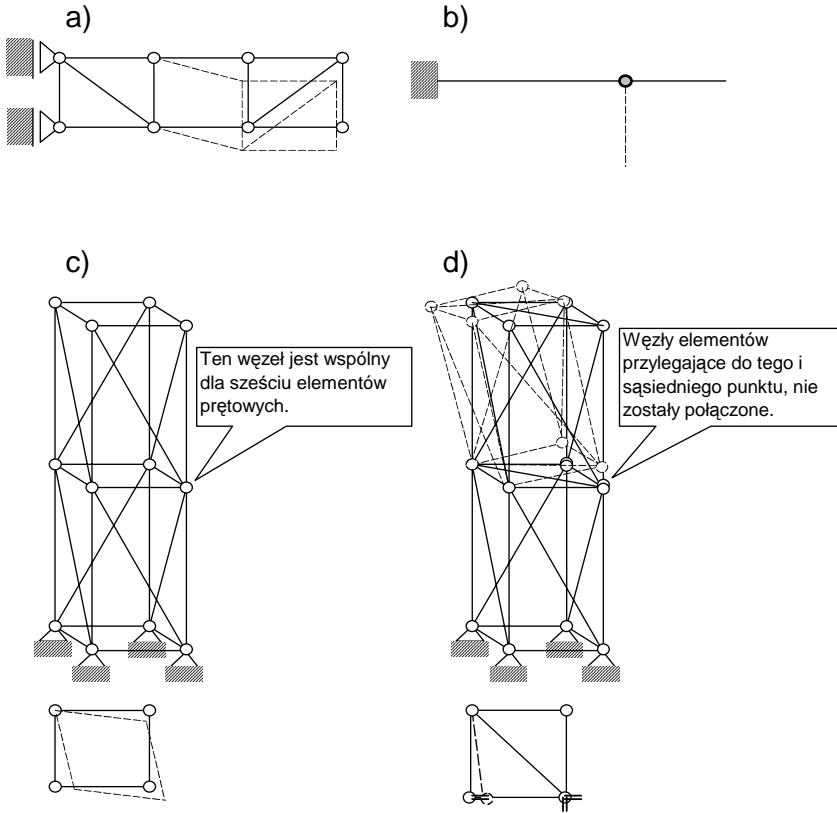 a)
b)
c)
d)
Ten węzeł jest wspólny
dla sześciu elementów
prętowych.
Węzły elementów
przylegające do tego i
sąsiedniego punktu, nie
zostały połączone.